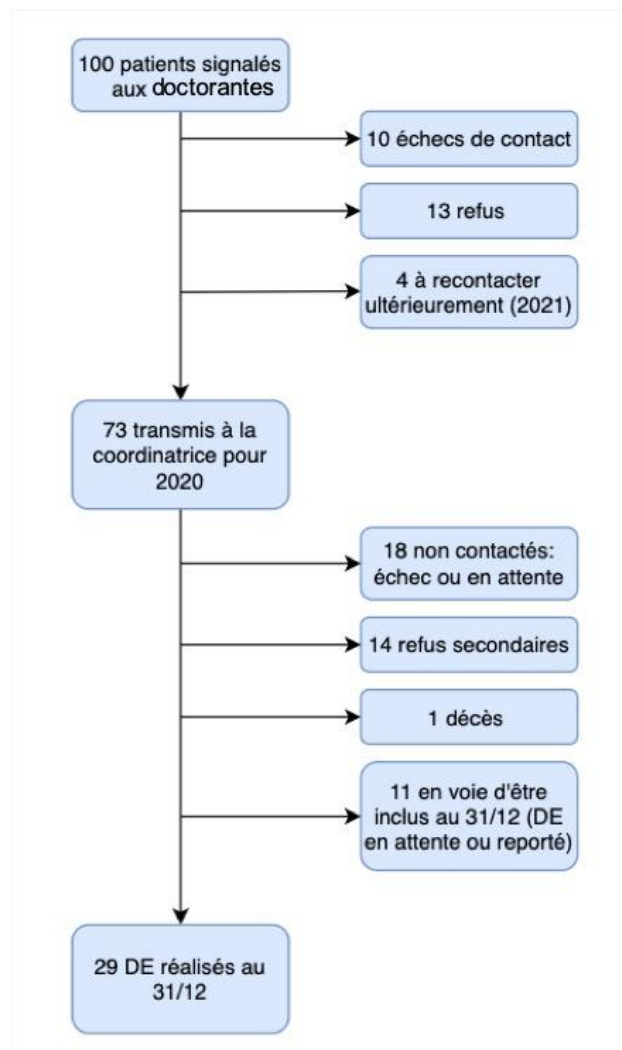 100 patients signalés
aux doctorantes
10 échecs de contact
13 refus
4 à recontacter
ultérieurement (2021)
73 transmis à la
coordinatrice pour
2020
18 non contactés:
échec ou en attente
14 refus secondaires
1 décès
11 en voie d'être
inclus au 31/12 (DE
en attente ou reporté)
29 DE réalisés au
31/12